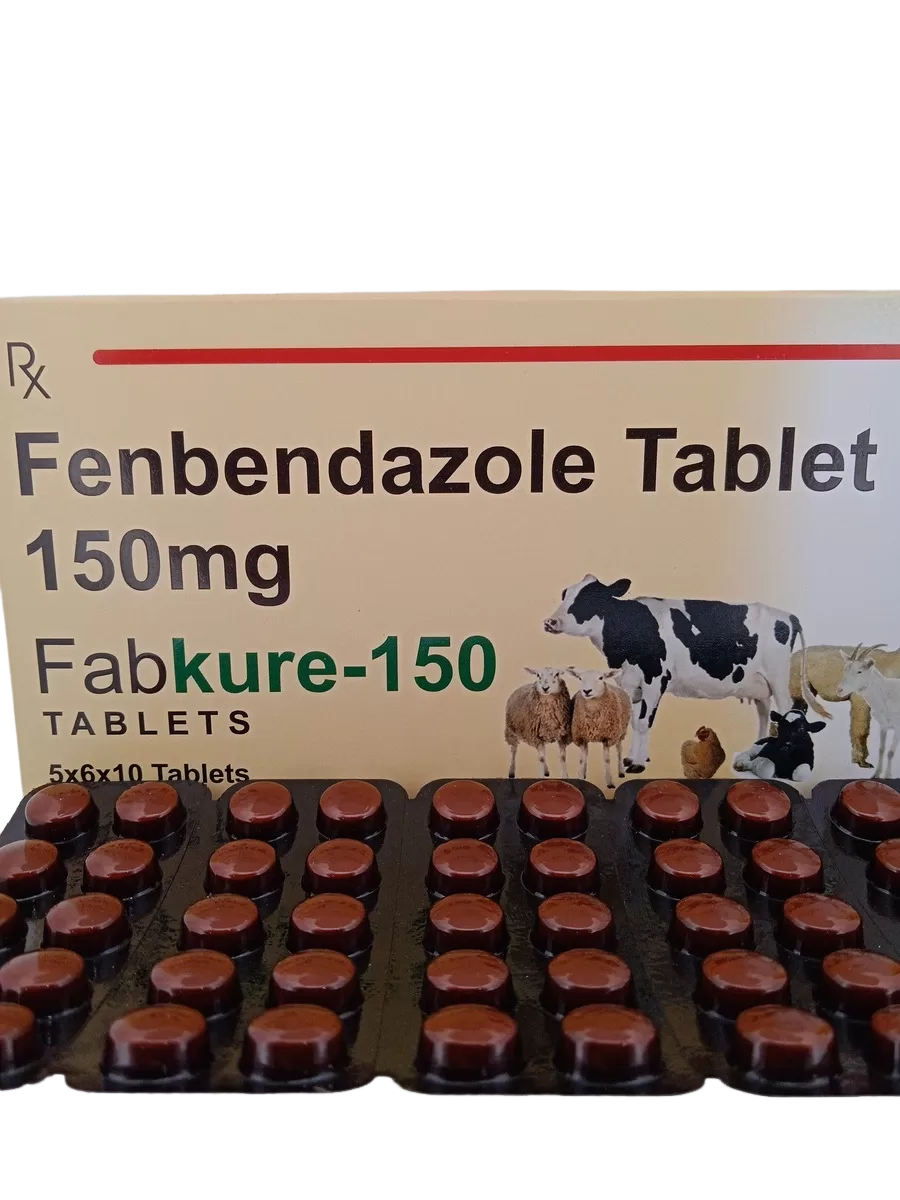 Rx
Fenbendazole Tablet
150mg
Fabkure-150
TABLETS
5x6x10 Tablets